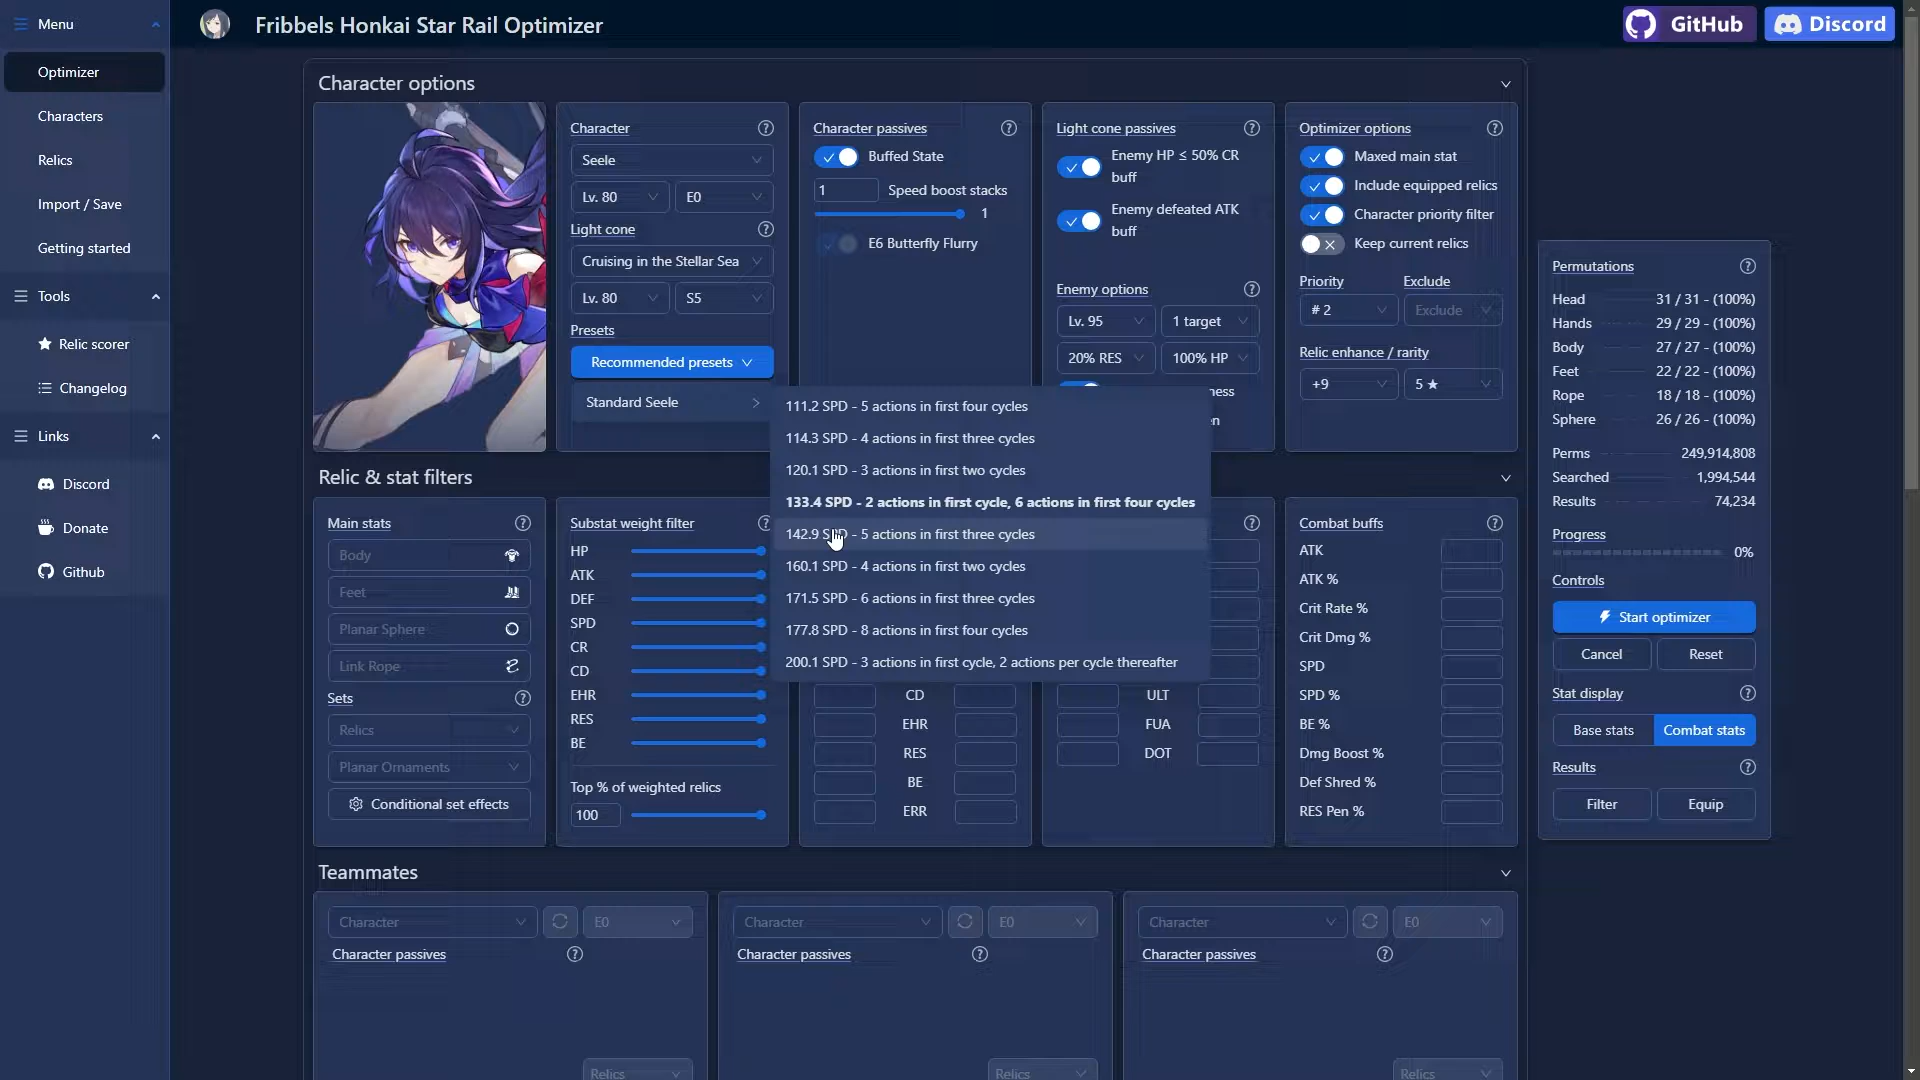 Menu
Optimizer
Characters
Relics
Import / Save
Getting started
Tools
Relic scorer
Changelog
Links
Discord
Donate
Github
Fribbels Honkai Star Rail Optimizer
GitHub
Discord
Character options
Character
Seele
Lv. 80
E0
Light cone
Cruising in the Stellar Sea
Lv. 80
S5
Presets
Recommended presets
Standard Seele
Character passives
Buffed State
1
Speed boost stacks
1
E6 Butterfly Flurry
Light cone passives
Enemy HP ≤ 50% CR
buff
Enemy defeated ATK
buff
Enemy options
Lv. 95
1 target
20% RES
100% HP
ness
en
Optimizer options
Maxed main stat
Include equipped relics
Character priority filter
Keep current relics
Priority
Exclude
# 2
Exclude
Relic enhance / rarity
+9
5 ★
111.2 SPD - 5 actions in first four cycles
114.3 SPD - 4 actions in first three cycles
120.1 SPD - 3 actions in first two cycles
133.4 SPD - 2 actions in first cycle, 6 actions in first four cycles
142.9 SPD - 5 actions in first three cycles
160.1 SPD - 4 actions in first two cycles
171.5 SPD - 6 actions in first three cycles
177.8 SPD - 8 actions in first four cycles
200.1 SPD - 3 actions in first cycle, 2 actions per cycle thereafter
Relic & stat filters
Main stats
Body
Feet
Planar Sphere
Link Rope
Sets
Relics
Planar Ornaments
Conditional set effects
Substat weight filter
HP
ATK
DEF
SPD
CR
CD
EHR
RES
BE
Top % of weighted relics
100
CD
EHR
RES
BE
ERR
ULT
FUA
DOT
Combat buffs
ATK
ATK %
Crit Rate %
Crit Dmg %
SPD
SPD %
BE %
Dmg Boost %
Def Shred %
RES Pen %
Teammates
Character
E0
Character passives
Relics
Character
E0
Character passives
Relics
Character
E0
Character passives
Relics
Permutations
Head 31 / 31 - (100%)
Hands 29 / 29 - (100%)
Body 27 / 27 - (100%)
Feet 22 / 22 - (100%)
Rope 18 / 18 - (100%)
Sphere 26 / 26 - (100%)
Perms 249,914,808
Searched 1,994,544
Results 74,234
Progress
0%
Controls
Start optimizer
Cancel
Reset
Stat display
Base stats
Combat stats
Results
Filter
Equip